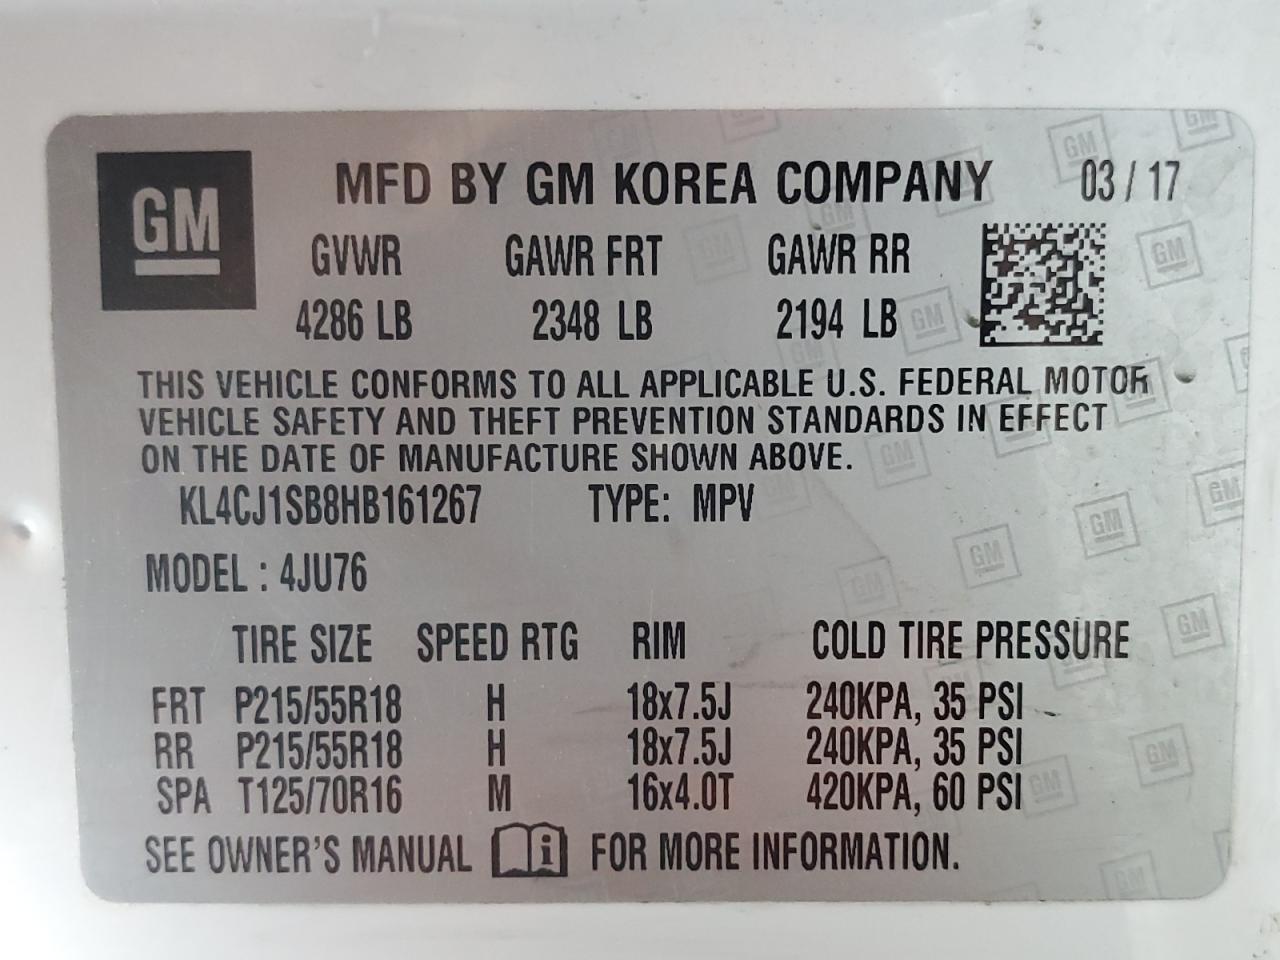 GM
MFD BY GM KOREA COMPANY 03 / 17
GVWR GAWR FRT GAWR RR
4286 LB 2348 LB 2194 LB
THIS VEHICLE CONFORMS TO ALL APPLICABLE U.S. FEDERAL MOTOR
VEHICLE SAFETY AND THEFT PREVENTION STANDARDS IN EFFECT
ON THE DATE OF MANUFACTURE SHOWN ABOVE.
KL4CJ1SB8HB161267 TYPE: MPV
MODEL : 4JU76
TIRE SIZE SPEED RTG RIM COLD TIRE PRESSURE
FRT P215/55R18 H 18x7.5J 240KPA, 35 PSI
RR P215/55R18 H 18x7.5J 240KPA, 35 PSI
SPA T125/70R16 M 16x4.0T 420KPA, 60 PSI
SEE OWNER'S MANUAL i FOR MORE INFORMATION.